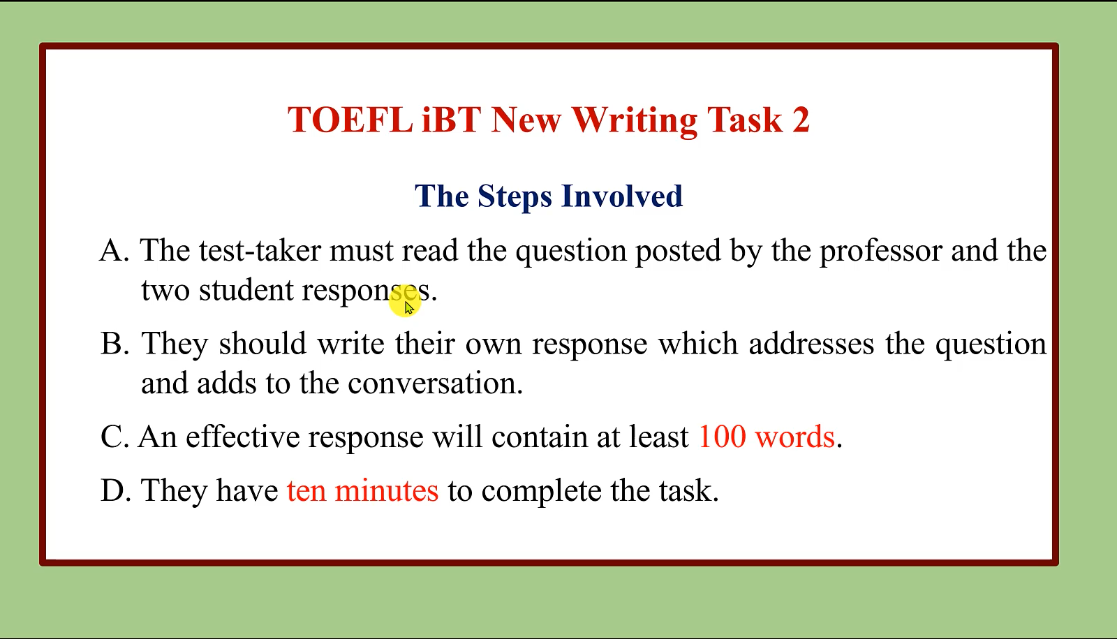 TOEFL iBT New Writing Task 2
The Steps Involved
A. The test-taker must read the question posted by the professor and the
two student responses.
B. They should write their own response which addresses the question
and adds to the conversation.
C. An effective response will contain at least 100 words.
D. They have ten minutes to complete the task.